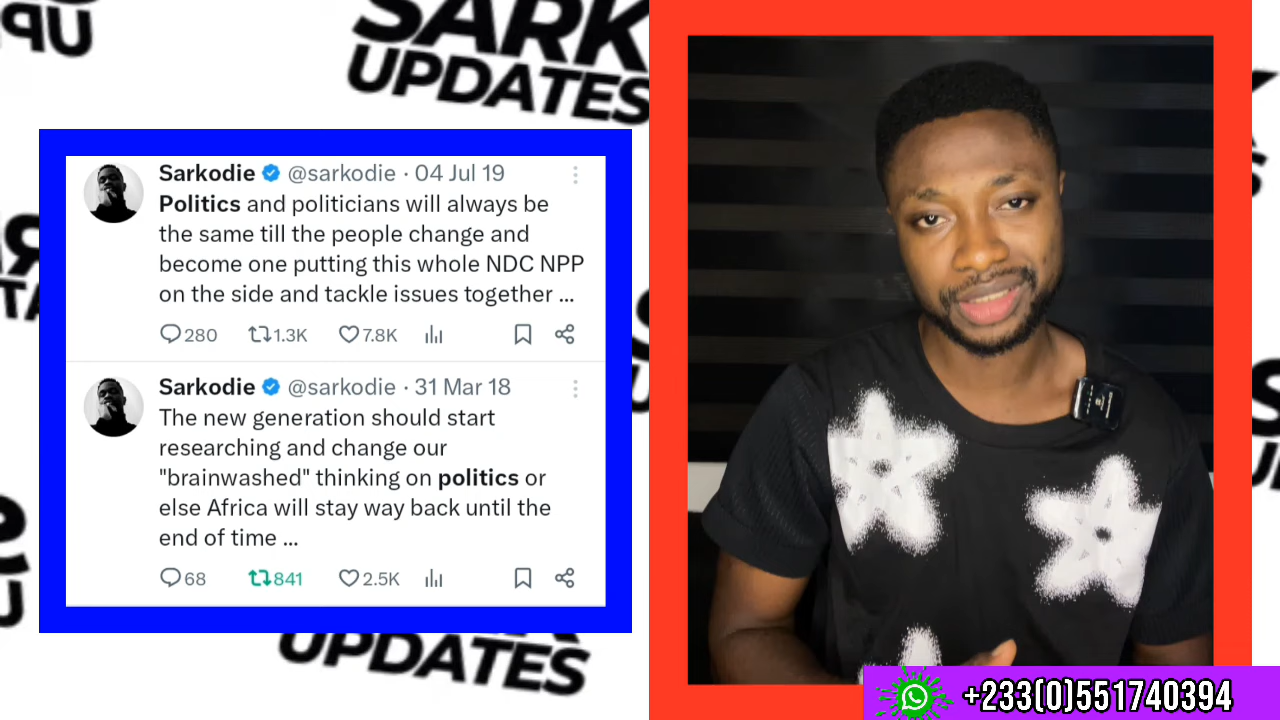 SARK
UPDATES
Sarkodie @sarkodie · 04 Jul 19
Politics and politicians will always be
the same till the people change and
become one putting this whole NDC NPP
on the side and tackle issues together ...
280 1.3K 7.8K
Sarkodie @sarkodie · 31 Mar 18
The new generation should start
researching and change our
"brainwashed" thinking on politics or
else Africa will stay way back until the
end of time ...
68 841 2.5K
UPDATES
+233(0)551740394